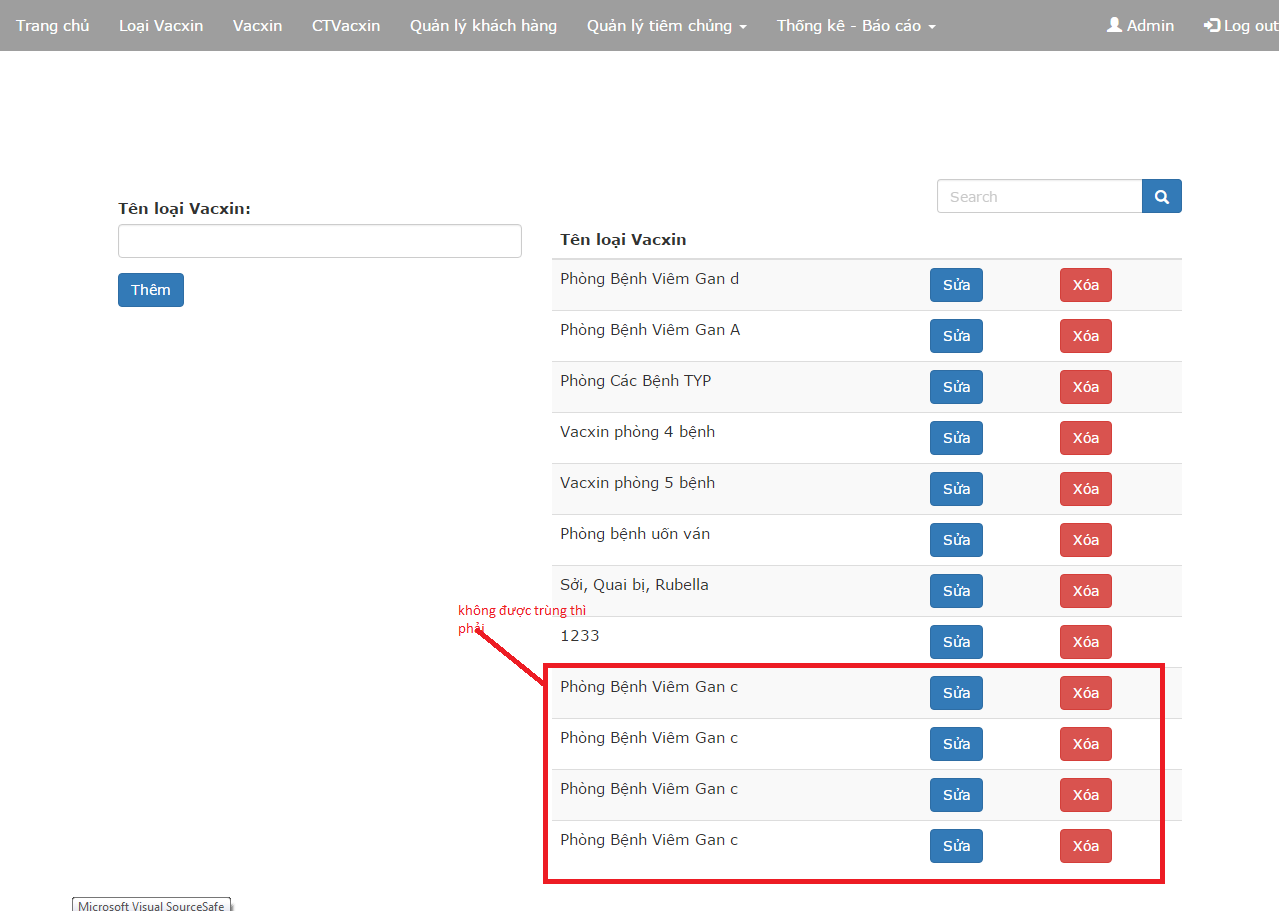 Trang chủ Loại Vacxin Vacxin CTVacxin Quản lý khách hàng Quản lý tiêm chủng Thống kê - Báo cáo Admin Log out
Search
Tên loại Vacxin:
Thêm
Tên loại Vacxin
Phòng Bệnh Viêm Gan d Sửa Xóa
Phòng Bệnh Viêm Gan A Sửa Xóa
Phòng Các Bệnh TYP Sửa Xóa
Vacxin phòng 4 bệnh Sửa Xóa
Vacxin phòng 5 bệnh Sửa Xóa
Phòng bệnh uốn ván Sửa Xóa
Sởi, Quai bị, Rubella Sửa Xóa
không được trùng thì
phải
1233 Sửa Xóa
Phòng Bệnh Viêm Gan c Sửa Xóa
Phòng Bệnh Viêm Gan c Sửa Xóa
Phòng Bệnh Viêm Gan c Sửa Xóa
Phòng Bệnh Viêm Gan c Sửa Xóa
Microsoft Visual SourceSafe